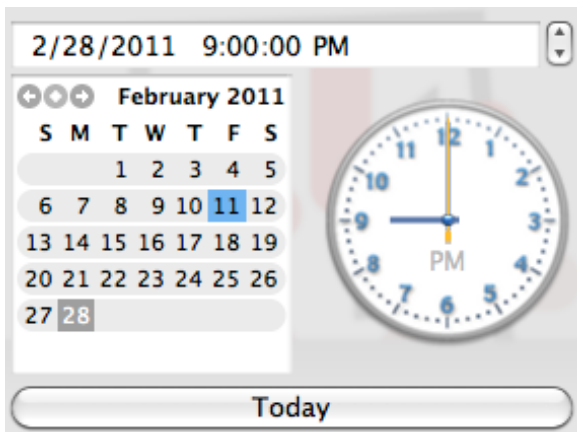 2/28/2011 9:00:00 PM
February 2011
S M T W T F S
1 2 3 4 5
6 7 8 9 10 11 12
13 14 15 16 17 18 19
20 21 22 23 24 25 26
27 28
12
1
2
3
4
5
6
7
8
9
10
11
PM
Today